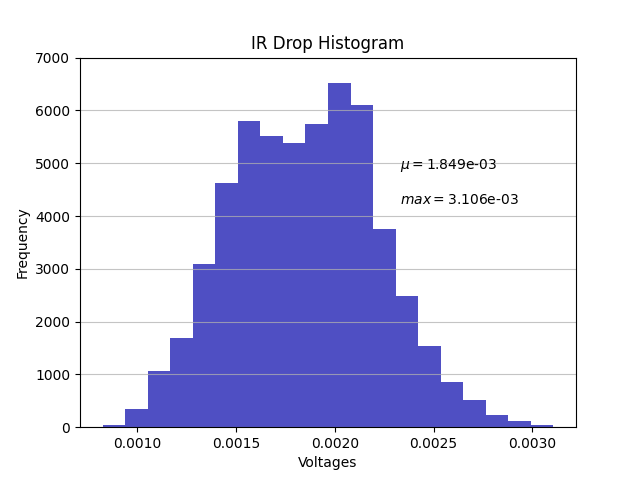 IR Drop Histogram
7000
6000
5000
4000
3000
2000
1000
0
Frequency
μ = 1.849e-03
max = 3.106e-03
0.0010 0.0015 0.0020 0.0025 0.0030
Voltages